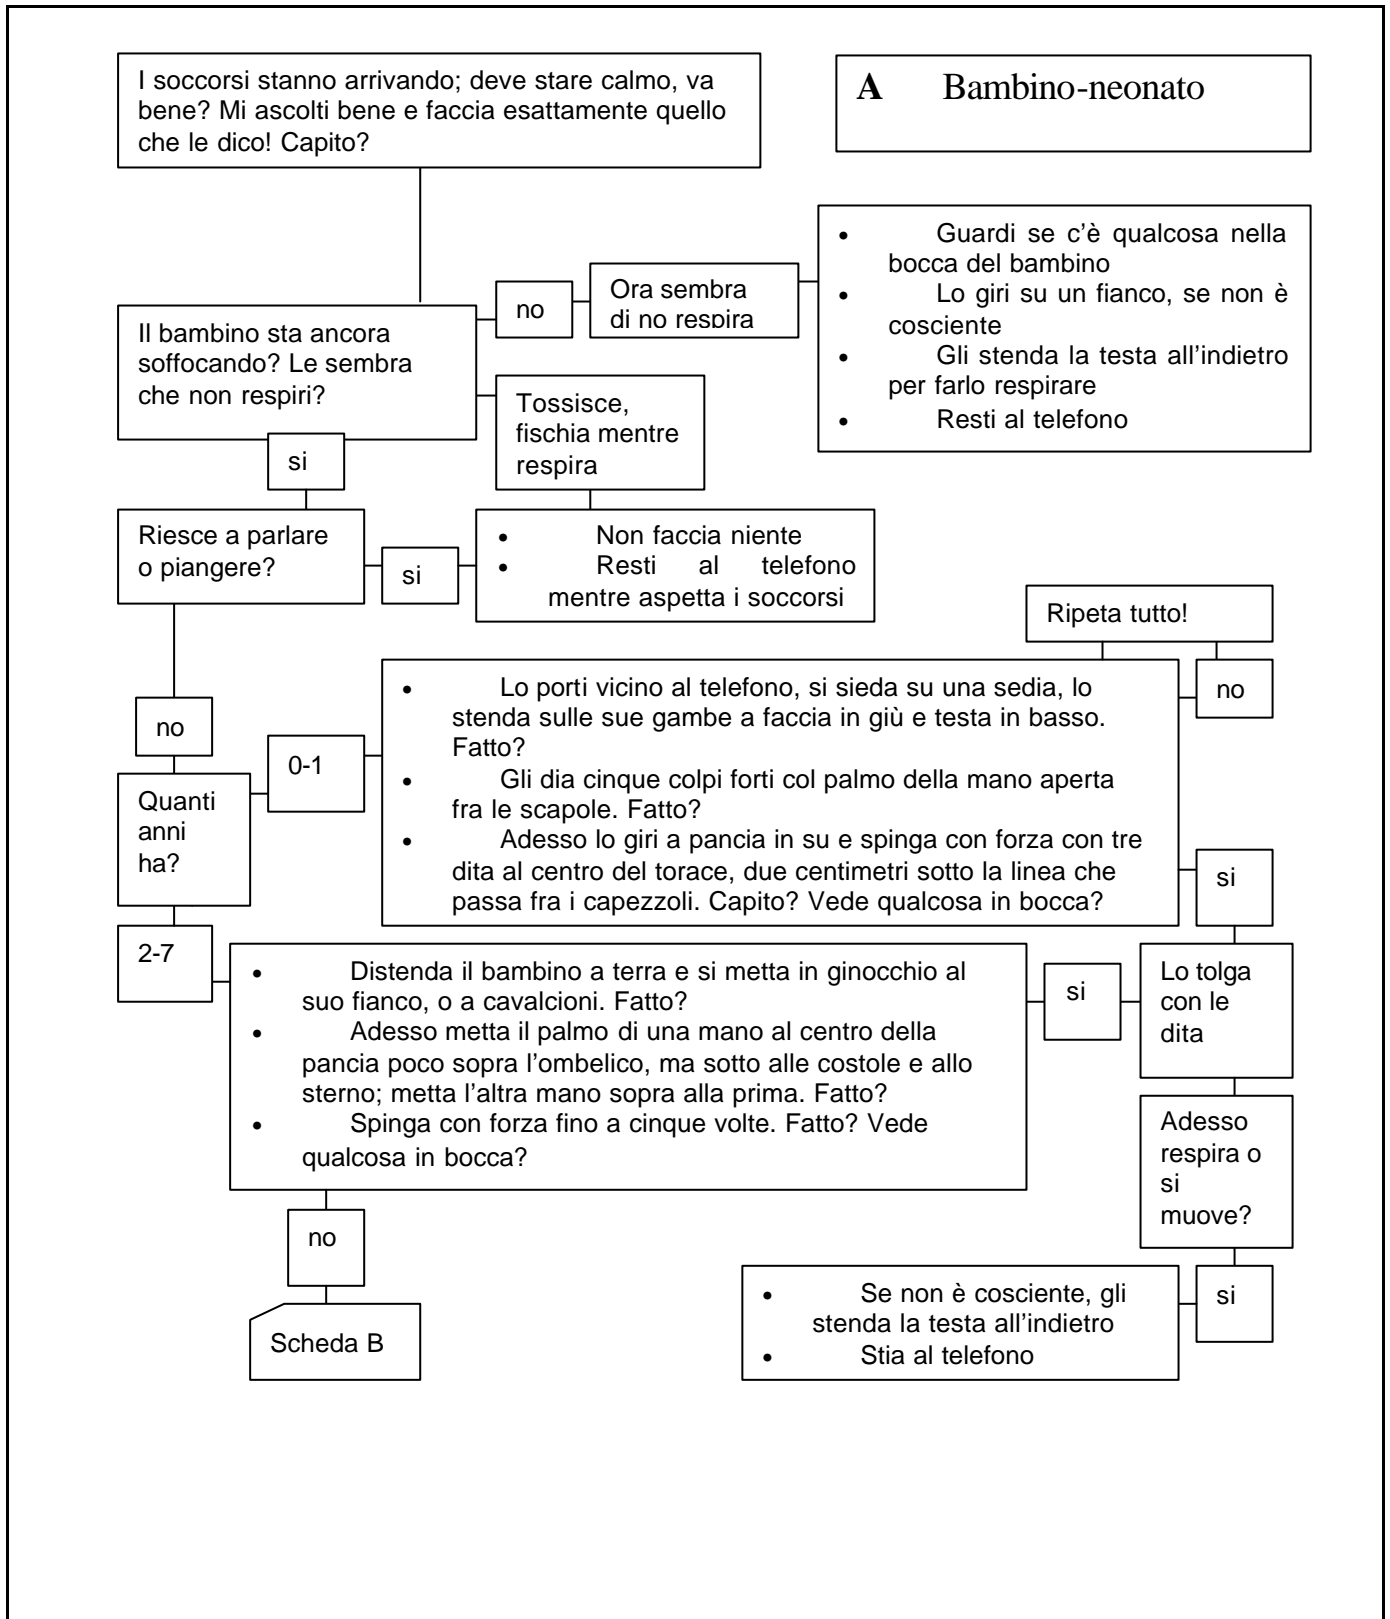 I soccorsi stanno arrivando; deve stare calmo, va
bene? Mi ascolti bene e faccia esattamente quello
che le dico! Capito?
A Bambino-neonato
• Guardi se c'è qualcosa nella
bocca del bambino
• Lo giri su un fianco, se non è
cosciente
• Gli stenda la testa all'indietro
per farlo respirare
• Resti al telefono
Ora sembra
di no respira
no
Il bambino sta ancora
soffocando? Le sembra
che non respiri?
Tossisce,
fischia mentre
respira
si
Riesce a parlare
o piangere?
si
• Non faccia niente
• Resti al telefono
mentre aspetta i soccorsi
Ripeta tutto!
no
• Lo porti vicino al telefono, si sieda su una sedia, lo
stenda sulle sue gambe a faccia in giù e testa in basso.
Fatto?
• Gli dia cinque colpi forti col palmo della mano aperta
fra le scapole. Fatto?
• Adesso lo giri a pancia in su e spinga con forza con tre
dita al centro del torace, due centimetri sotto la linea che
passa fra i capezzoli. Capito? Vede qualcosa in bocca?
no
0-1
Quanti
anni
ha?
si
2-7
• Distenda il bambino a terra e si metta in ginocchio al
suo fianco, o a cavalcioni. Fatto?
• Adesso metta il palmo di una mano al centro della
pancia poco sopra l'ombelico, ma sotto alle costole e allo
sterno; metta l'altra mano sopra alla prima. Fatto?
• Spinga con forza fino a cinque volte. Fatto? Vede
qualcosa in bocca?
si
Lo tolga
con le
dita
Adesso
respira o
si
muove?
no
si
• Se non è cosciente, gli
stenda la testa all'indietro
• Stia al telefono
Scheda B